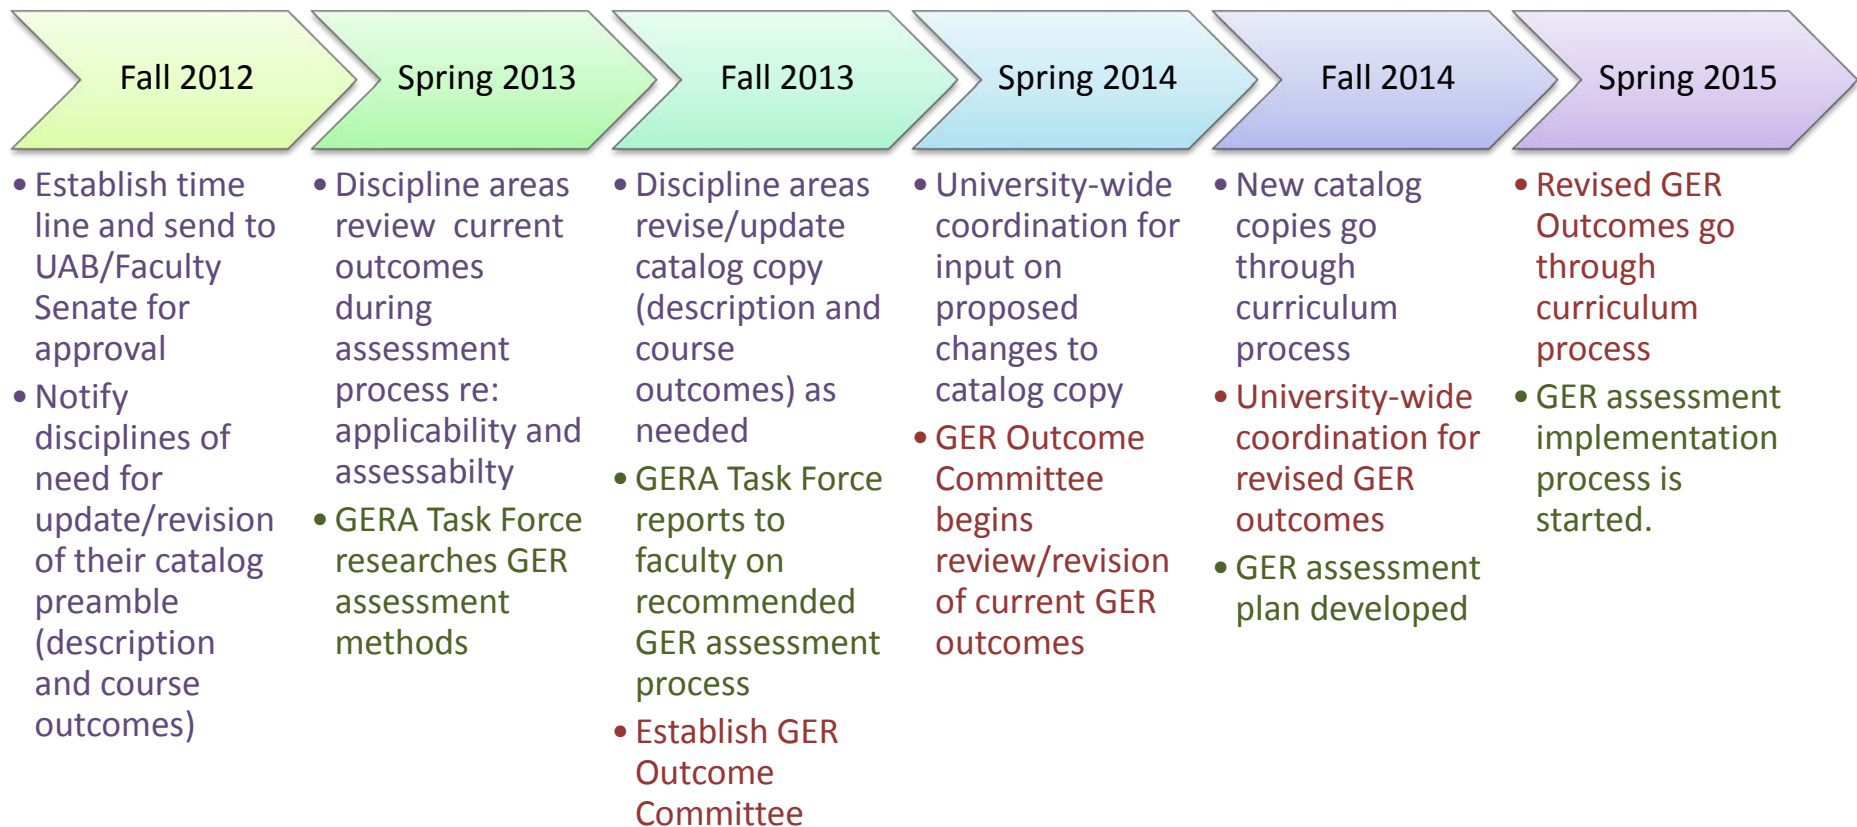 Fall 2012
Spring 2013
Fall 2013
Spring 2014
Fall 2014
Spring 2015
• Establish time
line and send to
UAB/Faculty
Senate for
approval
• Notify
disciplines of
need for
update/revision
of their catalog
preamble
(description
and course
outcomes)
• Discipline areas
review current
outcomes
during
assessment
process re:
applicability and
assessabilty
• GERA Task Force
researches GER
assessment
methods
• Discipline areas
revise/update
catalog copy
(description and
course
outcomes) as
needed
• GERA Task Force
reports to
faculty on
recommended
GER assessment
process
• Establish GER
Outcome
Committee
• University-wide
coordination for
input on
proposed
changes to
catalog copy
• GER Outcome
Committee
begins
review/revision
of current GER
outcomes
• New catalog
copies go
through
curriculum
process
• University-wide
coordination for
revised GER
outcomes
• GER assessment
plan developed
• Revised GER
Outcomes go
through
curriculum
process
• GER assessment
implementation
process is
started.